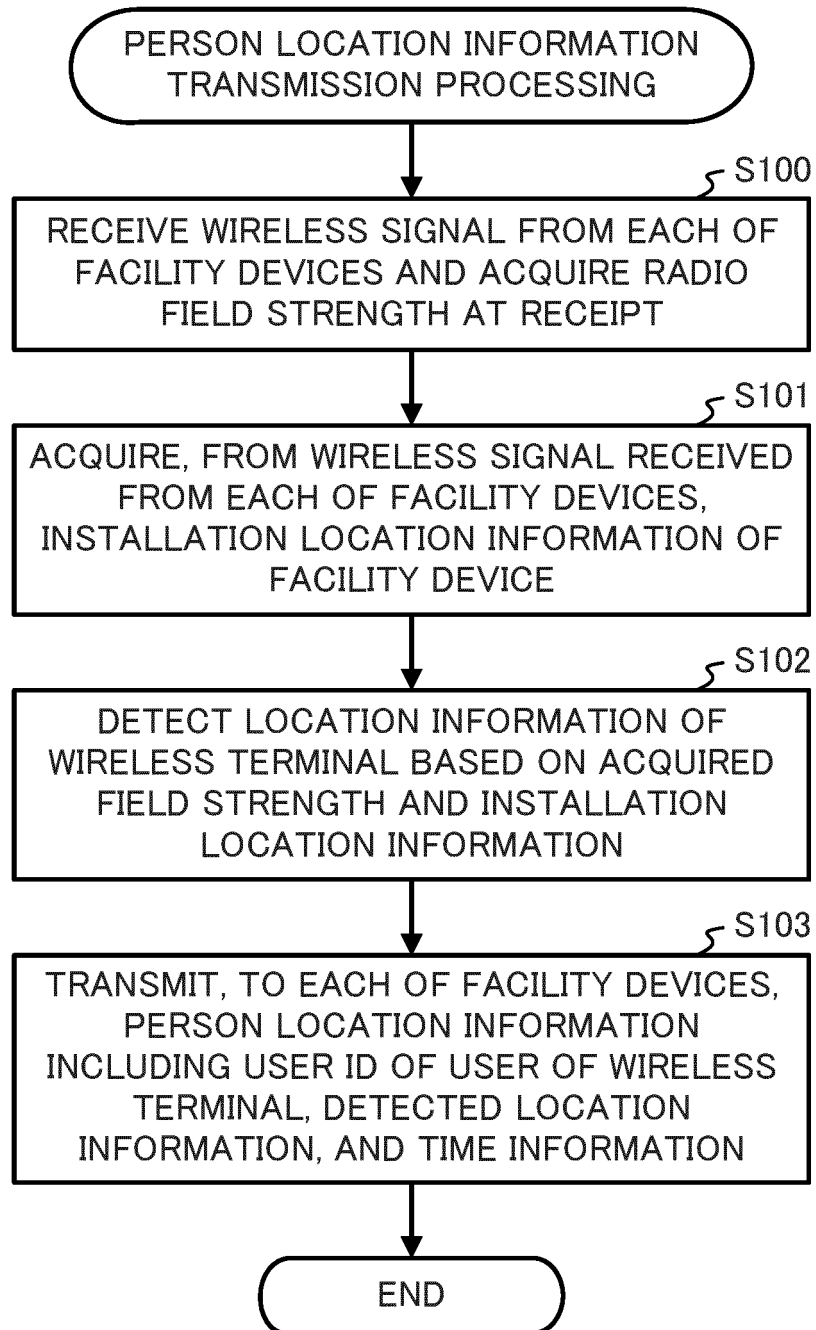 PERSON LOCATION INFORMATION
TRANSMISSION PROCESSING
S100
RECEIVE WIRELESS SIGNAL FROM EACH OF
FACILITY DEVICES AND ACQUIRE RADIO
FIELD STRENGTH AT RECEIPT
S101
ACQUIRE, FROM WIRELESS SIGNAL RECEIVED
FROM EACH OF FACILITY DEVICES,
INSTALLATION LOCATION INFORMATION OF
FACILITY DEVICE
S102
DETECT LOCATION INFORMATION OF
WIRELESS TERMINAL BASED ON ACQUIRED
FIELD STRENGTH AND INSTALLATION
LOCATION INFORMATION
S103
TRANSMIT, TO EACH OF FACILITY DEVICES,
PERSON LOCATION INFORMATION
INCLUDING USER ID OF USER OF WIRELESS
TERMINAL, DETECTED LOCATION
INFORMATION, AND TIME INFORMATION
END